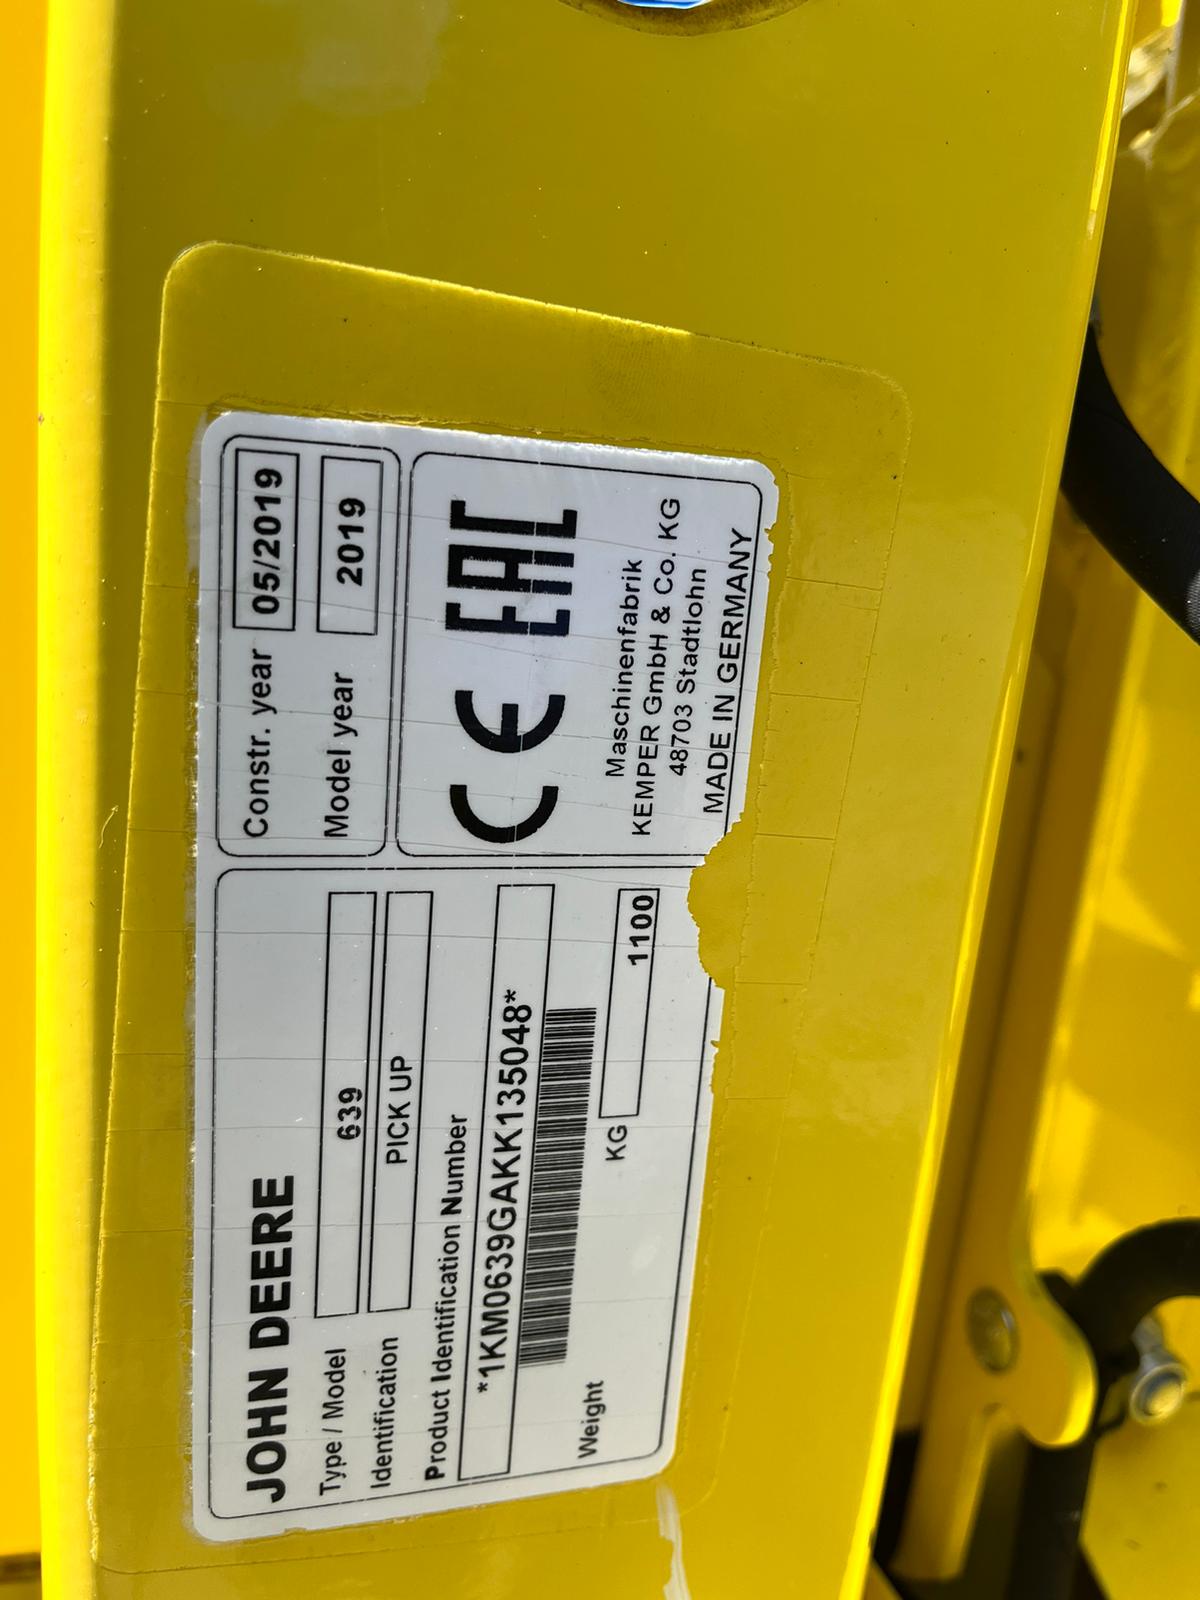 JOHN DEERE
Type / Model 639
Identification PICK UP
Product Identification Number
*1KM0639GAKK135048*
Weight KG 1100
Constr. year 05/2019
Model year 2019
CE EAC
Maschinenfabrik
KEMPER GmbH & Co. KG
48703 Stadtlohn
MADE IN GERMANY